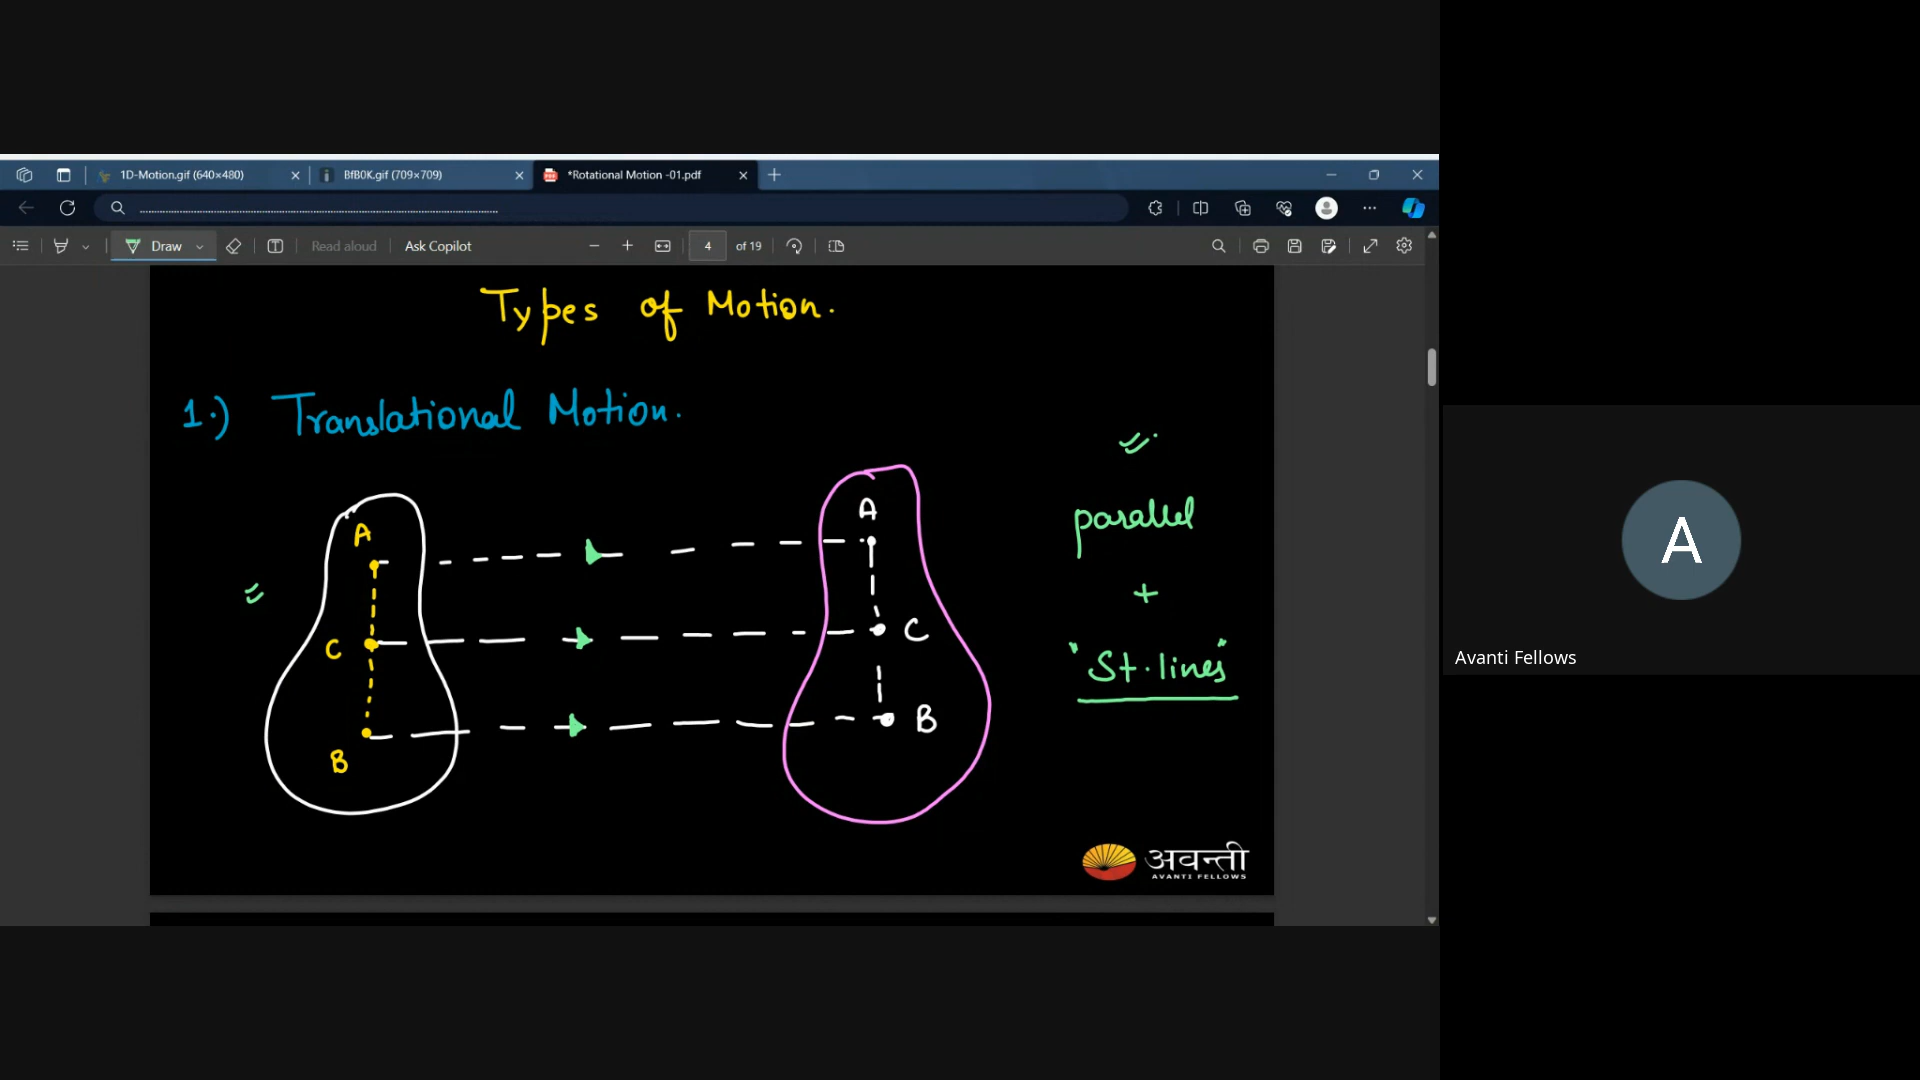 1D-Motion.gif (640×480)
BfB0K.gif (709×709)
*Rotational Motion -01.pdf
Draw
Read aloud
Ask Copilot
4 of 19
Types of Motion.
1.) Translational Motion.
A
C
B
A
C
B
parallel
+
"St. lines"
अवन्ती
AVANTI FELLOWS
A
Avanti Fellows